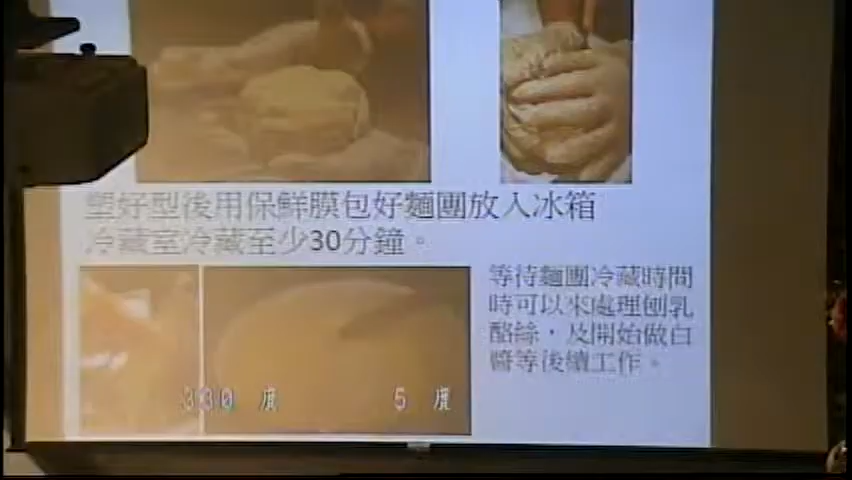 塑好型後用保鮮膜包好麵團放入冰箱
冷藏室冷藏至少30分鐘。
等待麵團冷藏時間
時可以來處理刨乳
酪絲，及開始做白
醬等後續工作。
330 度 5 度